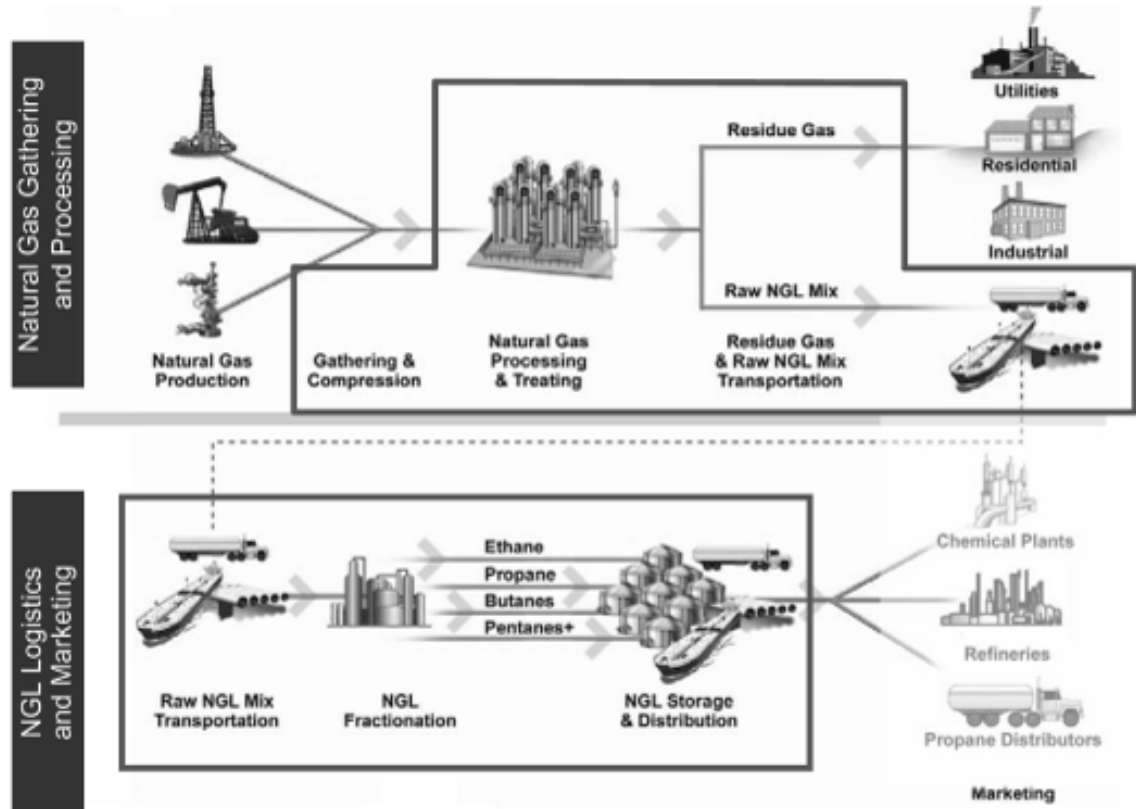 Natural Gas Gathering
and Processing
Utilities
Residue Gas
Residential
Industrial
Raw NGL Mix
Natural Gas
Production
Gathering &
Compression
Natural Gas
Processing
& Treating
Residue Gas
& Raw NGL Mix
Transportation
NGL Logistics
and Marketing
Ethane
Propane
Butanes
Pentanes+
Chemical Plants
Refineries
Propane Distributors
Raw NGL Mix
Transportation
NGL
Fractionation
NGL Storage
& Distribution
Marketing